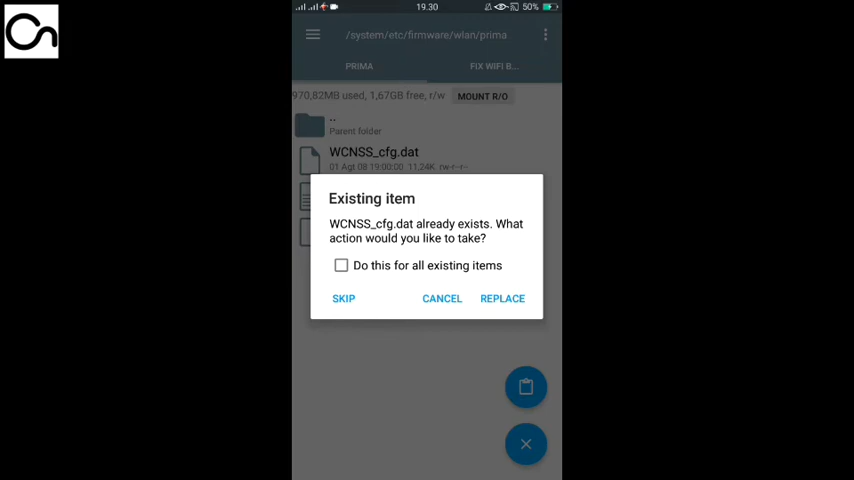 19.30
50%
/system/etc/firmware/wlan/prima
PRIMA
FIX WIFI B...
970,82MB used, 1,67GB free, r/w
MOUNT R/O
..
Parent folder
WCNSS_cfg.dat
01 Agt 08 19:00:00 11,24K rw-r--r--
Existing item
WCNSS_cfg.dat already exists. What
action would you like to take?
Do this for all existing items
SKIP
CANCEL
REPLACE